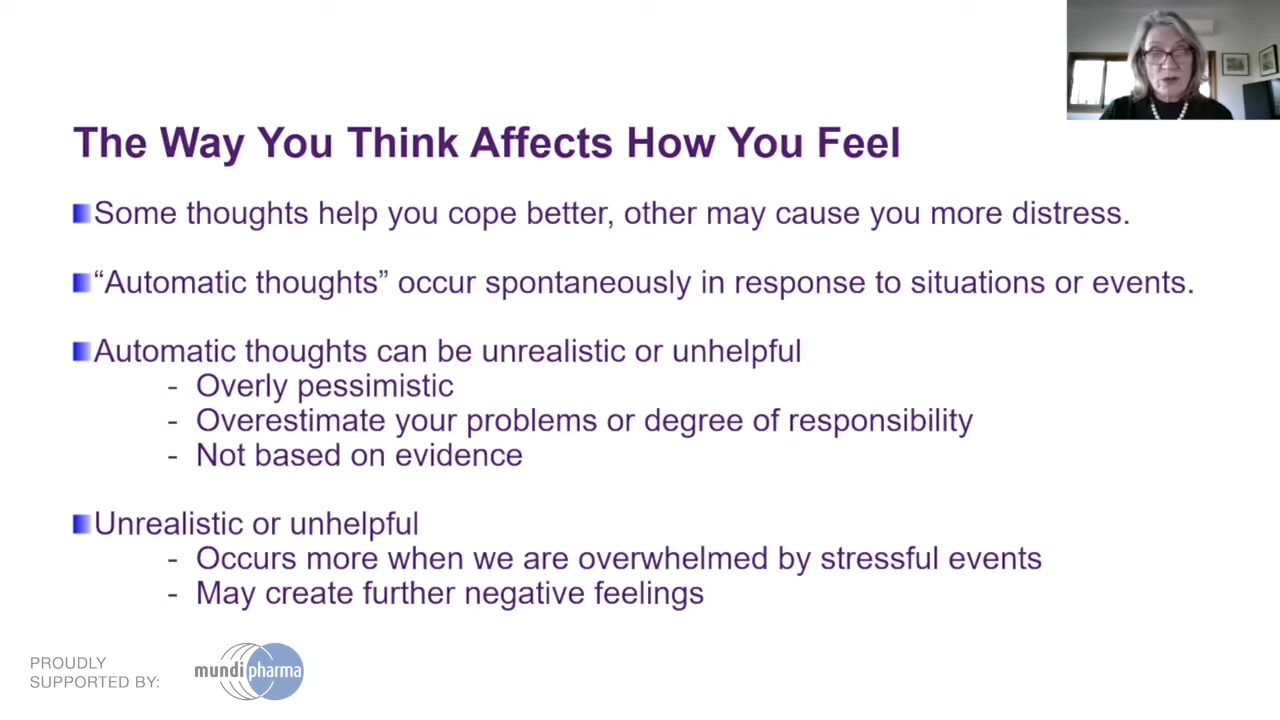 The Way You Think Affects How You Feel
Some thoughts help you cope better, other may cause you more distress.
“Automatic thoughts” occur spontaneously in response to situations or events.
Automatic thoughts can be unrealistic or unhelpful
- Overly pessimistic
- Overestimate your problems or degree of responsibility
- Not based on evidence
Unrealistic or unhelpful
- Occurs more when we are overwhelmed by stressful events
- May create further negative feelings
PROUDLY
SUPPORTED BY:
mundipharma